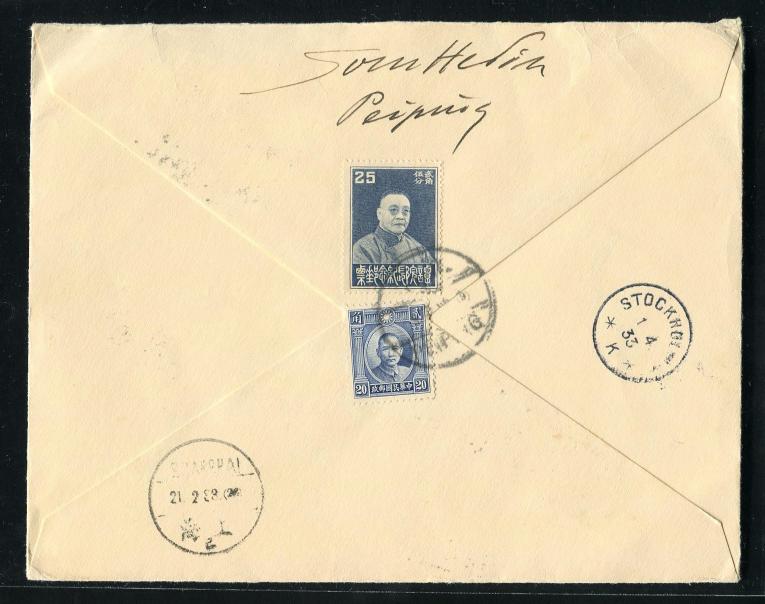 Sven Hedin
Peiping
25
貳角
伍分
譚院長紀念郵票
角
貳
20
政郵國民華中
20
STOCKHOLM
1 4
33
* K *
SHANGHAI
21 2 33
海上